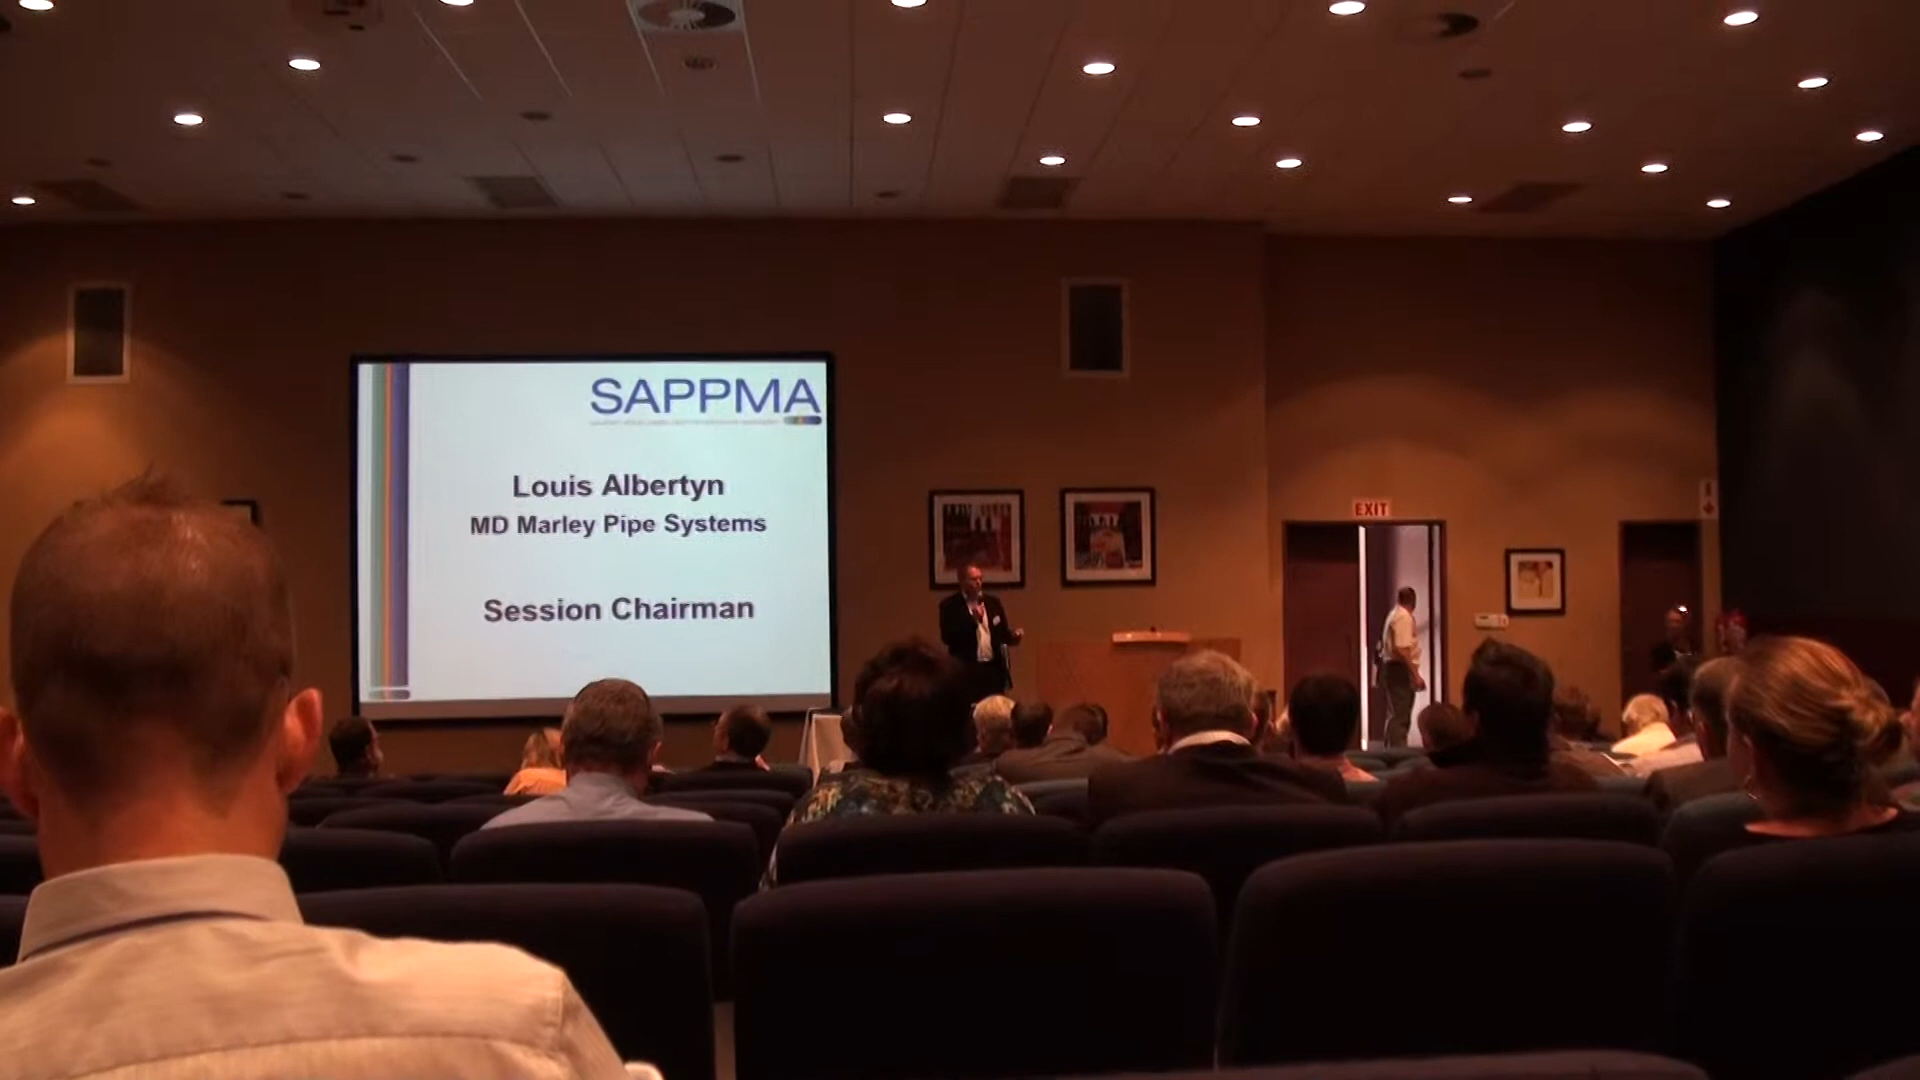 SAPPMA
Louis Albertyn
MD Marley Pipe Systems
Session Chairman
EXIT